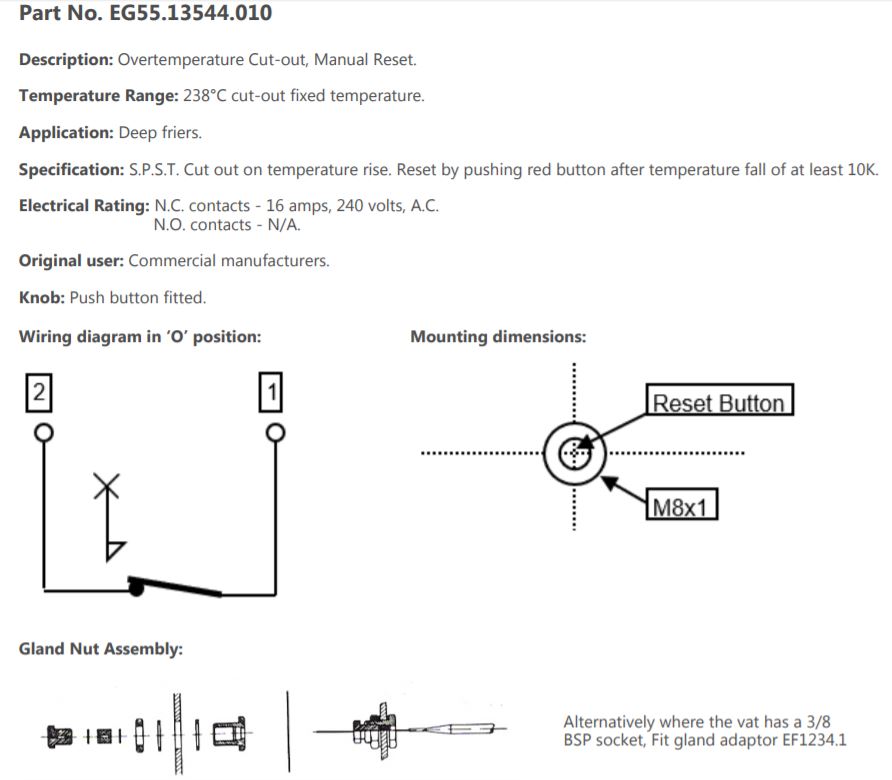 Part No. EG55.13544.010
Description: Overtemperature Cut-out, Manual Reset.
Temperature Range: 238°C cut-out fixed temperature.
Application: Deep friers.
Specification: S.P.S.T. Cut out on temperature rise. Reset by pushing red button after temperature fall of at least 10K.
Electrical Rating: N.C. contacts - 16 amps, 240 volts, A.C.
N.O. contacts - N/A.
Original user: Commercial manufacturers.
Knob: Push button fitted.
Wiring diagram in ‘O’ position:
2
1
Mounting dimensions:
Reset Button
M8x1
Gland Nut Assembly:
Alternatively where the vat has a 3/8
BSP socket, Fit gland adaptor EF1234.1